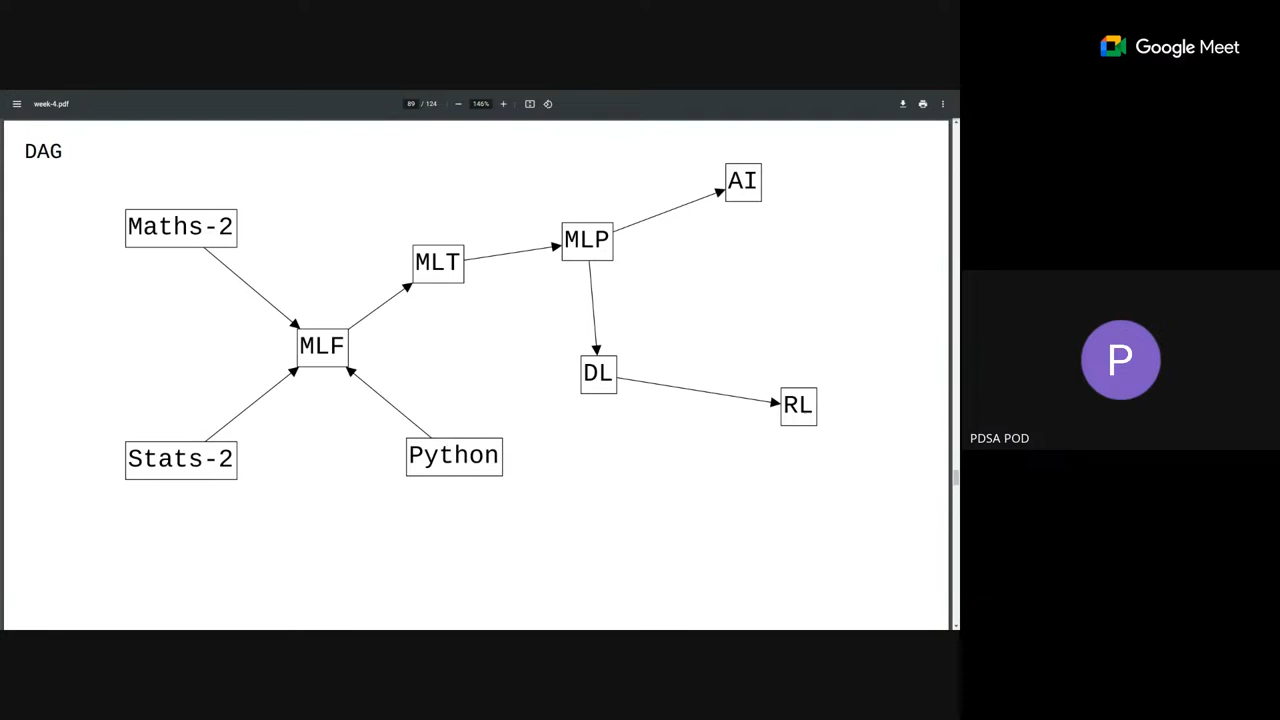 Google Meet
week-4.pdf
89 / 124
146%
DAG
AI
Maths-2
MLP
MLT
MLF
DL
RL
Stats-2
Python
P
PDSA POD